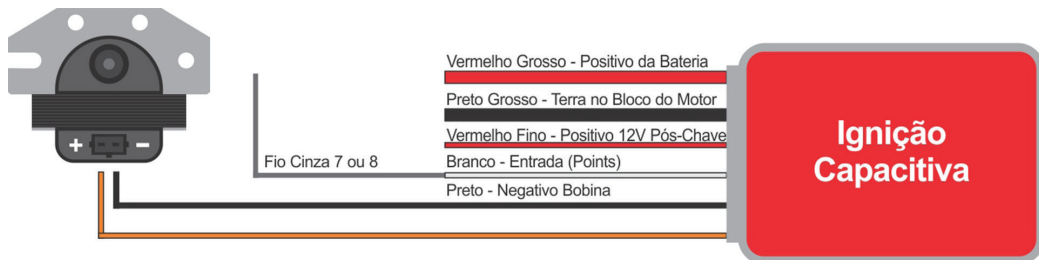 Vermelho Grosso - Positivo da Bateria
Preto Grosso - Terra no Bloco do Motor
Vermelho Fino - Positivo 12V Pós-Chave
Fio Cinza 7 ou 8
Branco - Entrada (Points)
Preto - Negativo Bobina
+ -
Ignição
Capacitiva